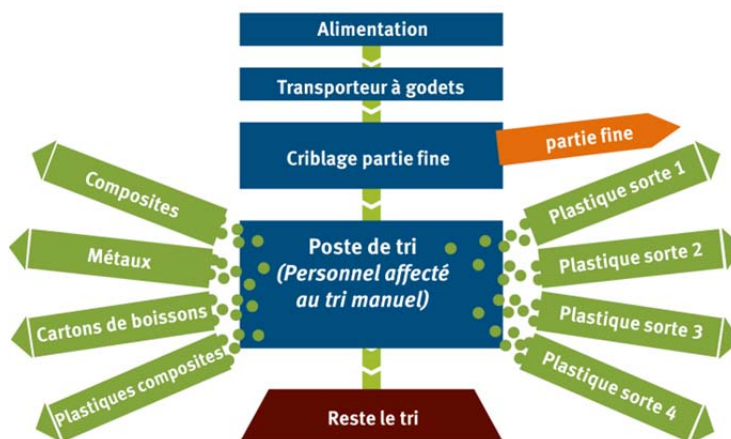 Alimentation
Transporteur à godets
Criblage partie fine
partie fine
Composites
Métaux
Cartons de boissons
Plastiques composites
Poste de tri
(Personnel affecté
au tri manuel)
Plastique sorte 1
Plastique sorte 2
Plastique sorte 3
Plastique sorte 4
Reste le tri